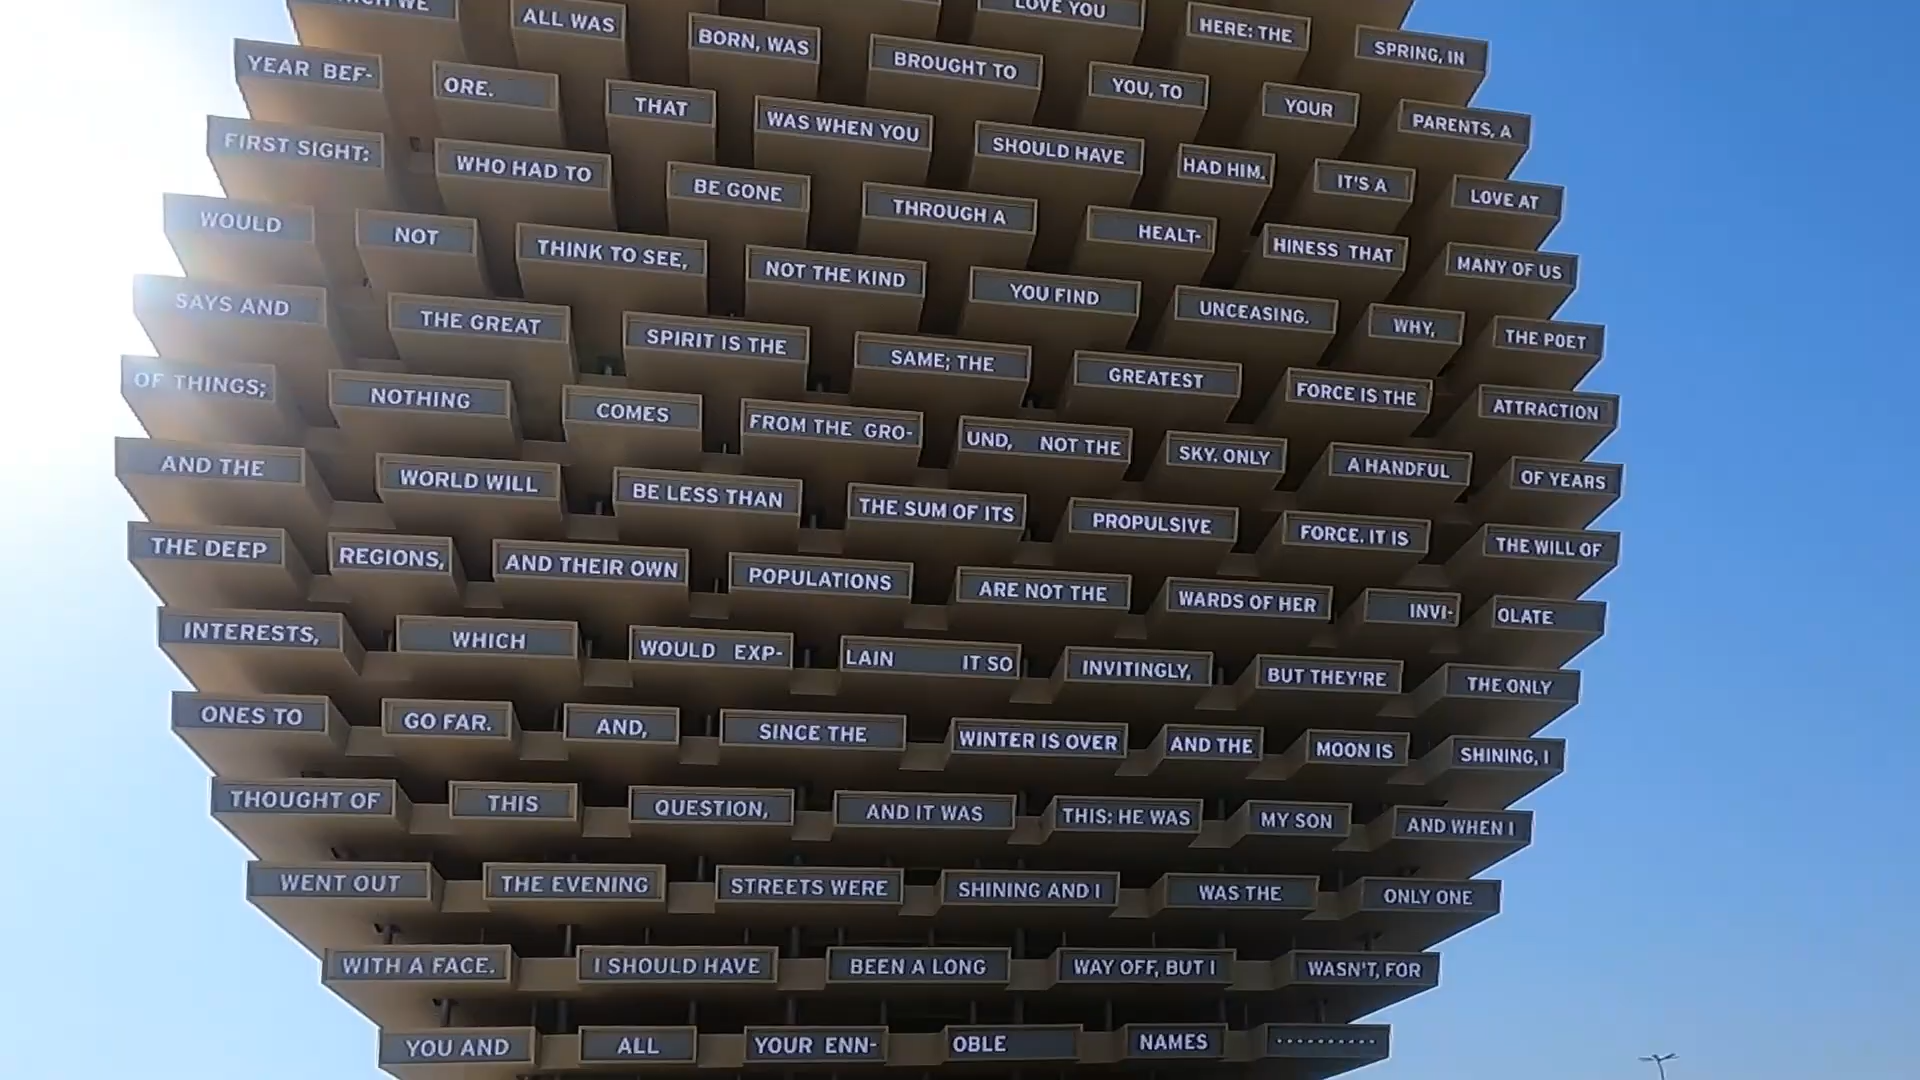 LOVE YOU HERE: THE SPRING, IN
WE ALL WAS BORN, WAS BROUGHT TO YOU, TO YOUR PARENTS, A
YEAR BEF- ORE. THAT WAS WHEN YOU SHOULD HAVE HAD HIM. IT'S A LOVE AT
FIRST SIGHT: WHO HAD TO BE GONE THROUGH A HEALT- HINESS THAT MANY OF US
WOULD NOT THINK TO SEE, NOT THE KIND YOU FIND UNCEASING. WHY, THE POET
SAYS AND THE GREAT SPIRIT IS THE SAME; THE GREATEST FORCE IS THE ATTRACTION
OF THINGS; NOTHING COMES FROM THE GRO- UND, NOT THE SKY. ONLY A HANDFUL OF YEARS
AND THE WORLD WILL BE LESS THAN THE SUM OF ITS PROPULSIVE FORCE. IT IS THE WILL OF
THE DEEP REGIONS, AND THEIR OWN POPULATIONS ARE NOT THE WARDS OF HER INVI- OLATE
INTERESTS, WHICH WOULD EXP- LAIN IT SO INVITINGLY, BUT THEY'RE THE ONLY
ONES TO GO FAR. AND, SINCE THE WINTER IS OVER AND THE MOON IS SHINING, I
THOUGHT OF THIS QUESTION, AND IT WAS THIS: HE WAS MY SON AND WHEN I
WENT OUT THE EVENING STREETS WERE SHINING AND I WAS THE ONLY ONE
WITH A FACE. I SHOULD HAVE BEEN A LONG WAY OFF, BUT I WASN'T, FOR
YOU AND ALL YOUR ENN- OBLE NAMES ..........